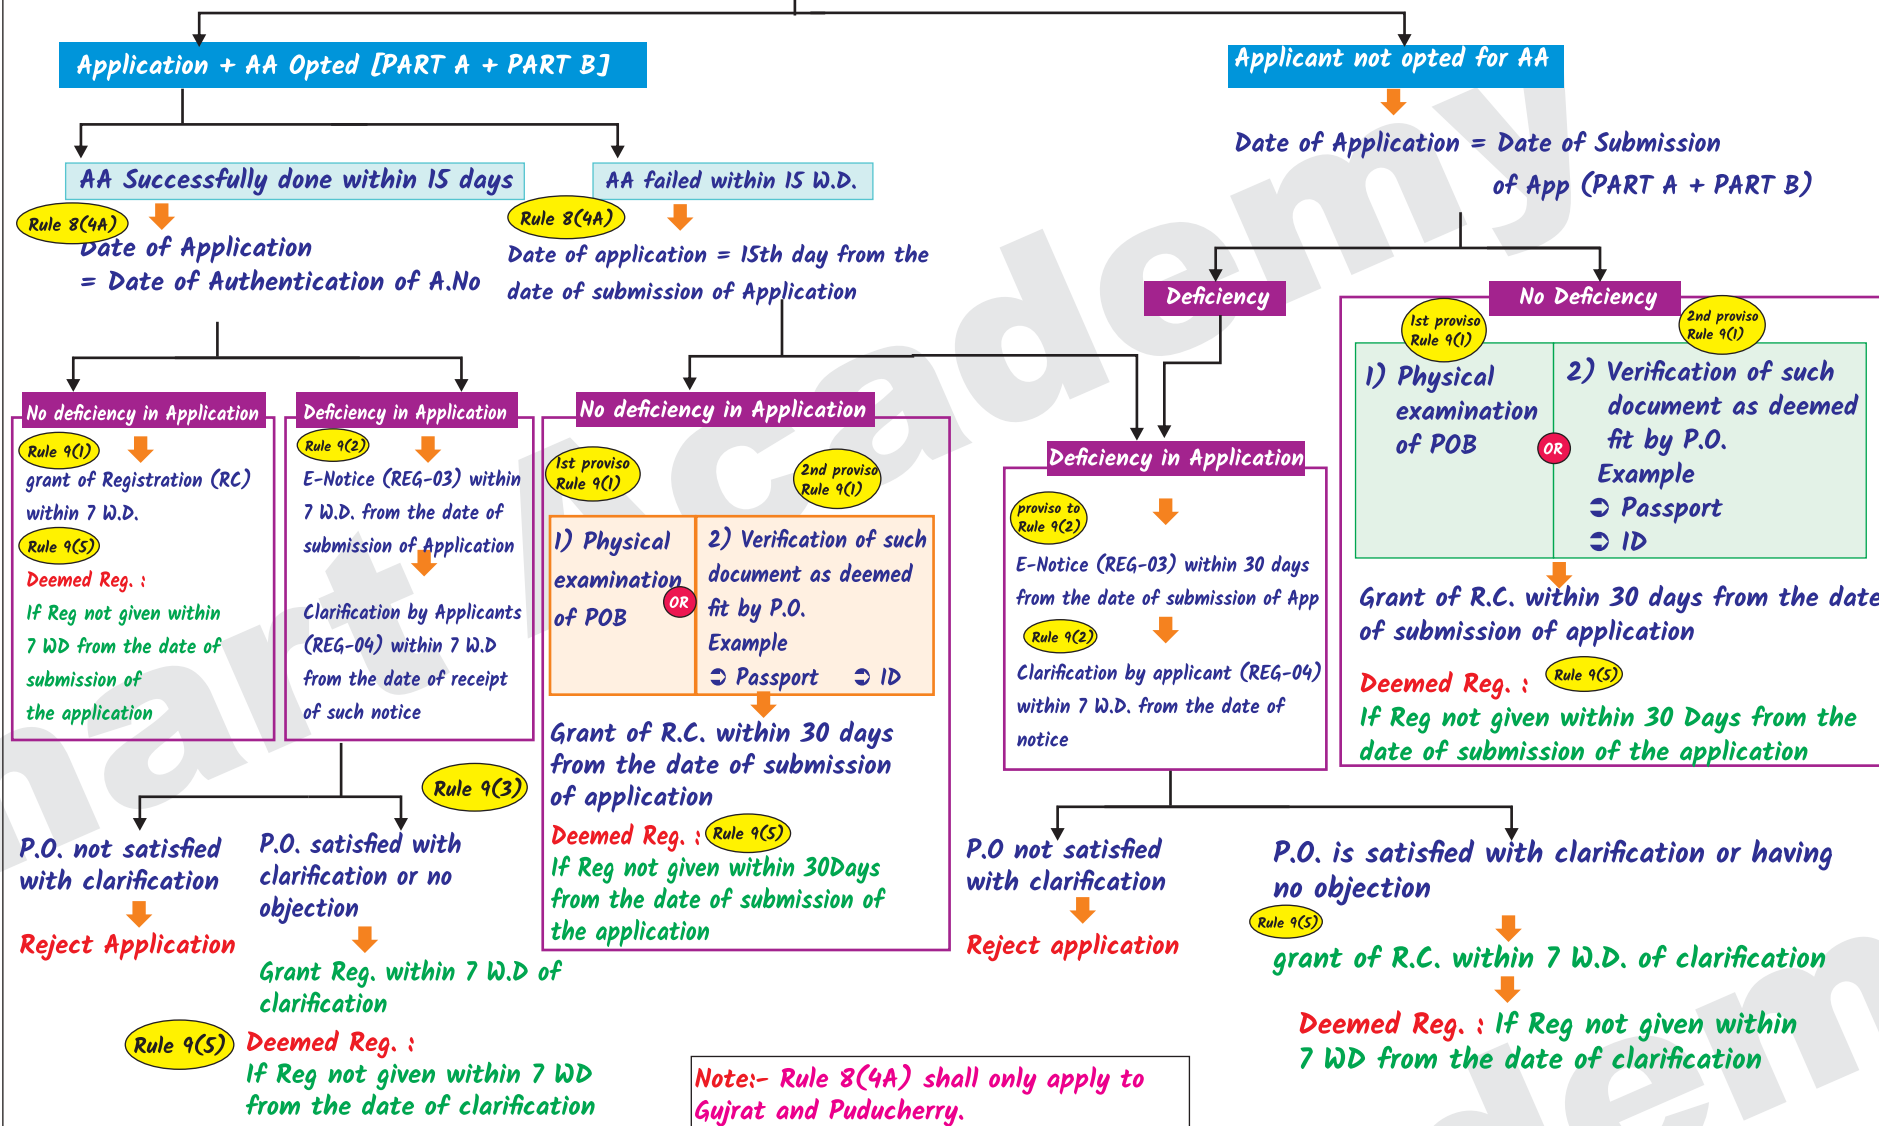 Application + AA Opted [PART A + PART B]
Applicant not opted for AA
Date of Application = Date of Submission
of App (PART A + PART B)
AA Successfully done within 15 days
Rule 8(4A)
Date of Application
= Date of Authentication of A.No
AA failed within 15 W.D.
Rule 8(4A)
Date of application = 15th day from the
date of submission of Application
No deficiency in Application
Rule 9(1)
grant of Registration (RC)
within 7 W.D.
Rule 9(5)
Deemed Reg. :
If Reg not given within
7 WD from the date of
submission of
the application
Deficiency in Application
Rule 9(2)
E-Notice (REG-03) within
7 W.D. from the date of
submission of Application
Clarification by Applicants
(REG-04) within 7 W.D
from the date of receipt
of such notice
Rule 9(3)
P.O. not satisfied
with clarification
Reject Application
P.O. satisfied with
clarification or no
objection
Grant Reg. within 7 W.D of
clarification
Rule 9(5)
Deemed Reg. :
If Reg not given within 7 WD
from the date of clarification
No deficiency in Application
1st proviso
Rule 9(1)
2nd proviso
Rule 9(1)
1) Physical
examination
of POB
OR
2) Verification of such
document as deemed
fit by P.O.
Example
➲ Passport ➲ ID
Grant of R.C. within 30 days
from the date of submission
of application
Deemed Reg. :
Rule 9(5)
If Reg not given within 30Days
from the date of submission of
the application
Deficiency
Deficiency in Application
proviso to
Rule 9(2)
E-Notice (REG-03) within 30 days
from the date of submission of App
Rule 9(2)
Clarification by applicant (REG-04)
within 7 W.D. from the date of
notice
P.O not satisfied
with clarification
Reject application
P.O. is satisfied with clarification or having
no objection
Rule 9(5)
grant of R.C. within 7 W.D. of clarification
Deemed Reg. : If Reg not given within
7 WD from the date of clarification
No Deficiency
1st proviso
Rule 9(1)
2nd proviso
Rule 9(1)
1) Physical
examination
of POB
OR
2) Verification of such
document as deemed
fit by P.O.
Example
➲ Passport
➲ ID
Grant of R.C. within 30 days from the date
of submission of application
Deemed Reg. :
Rule 9(5)
If Reg not given within 30 Days from the
date of submission of the application
Note:- Rule 8(4A) shall only apply to
Gujrat and Puducherry.
mart Academy
dem